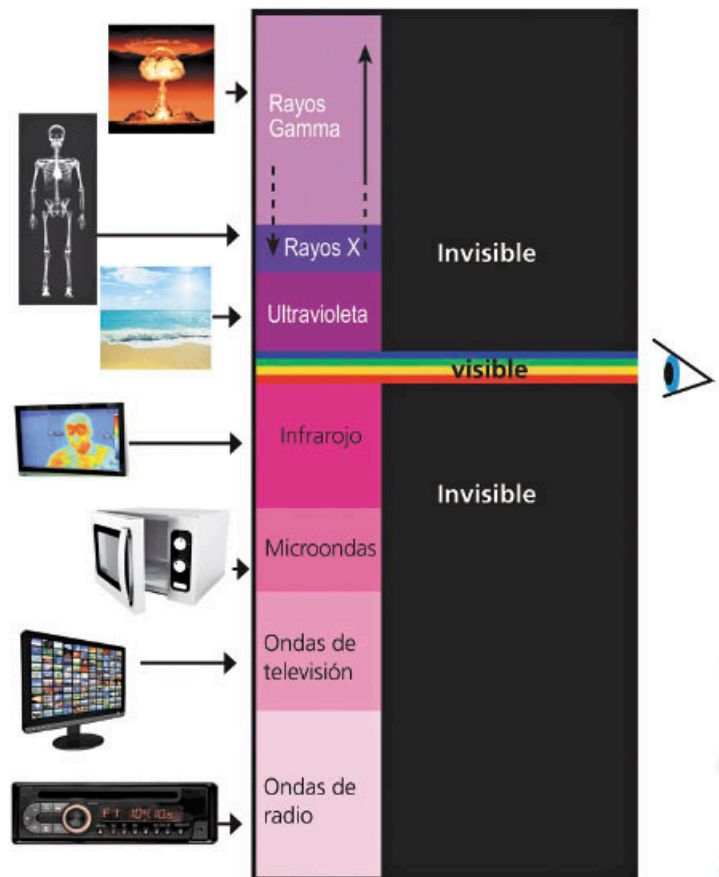 Rayos
Gamma
Rayos X
Invisible
Ultravioleta
visible
Infrarojo
Invisible
Microondas
Ondas de
televisión
Ondas de
radio